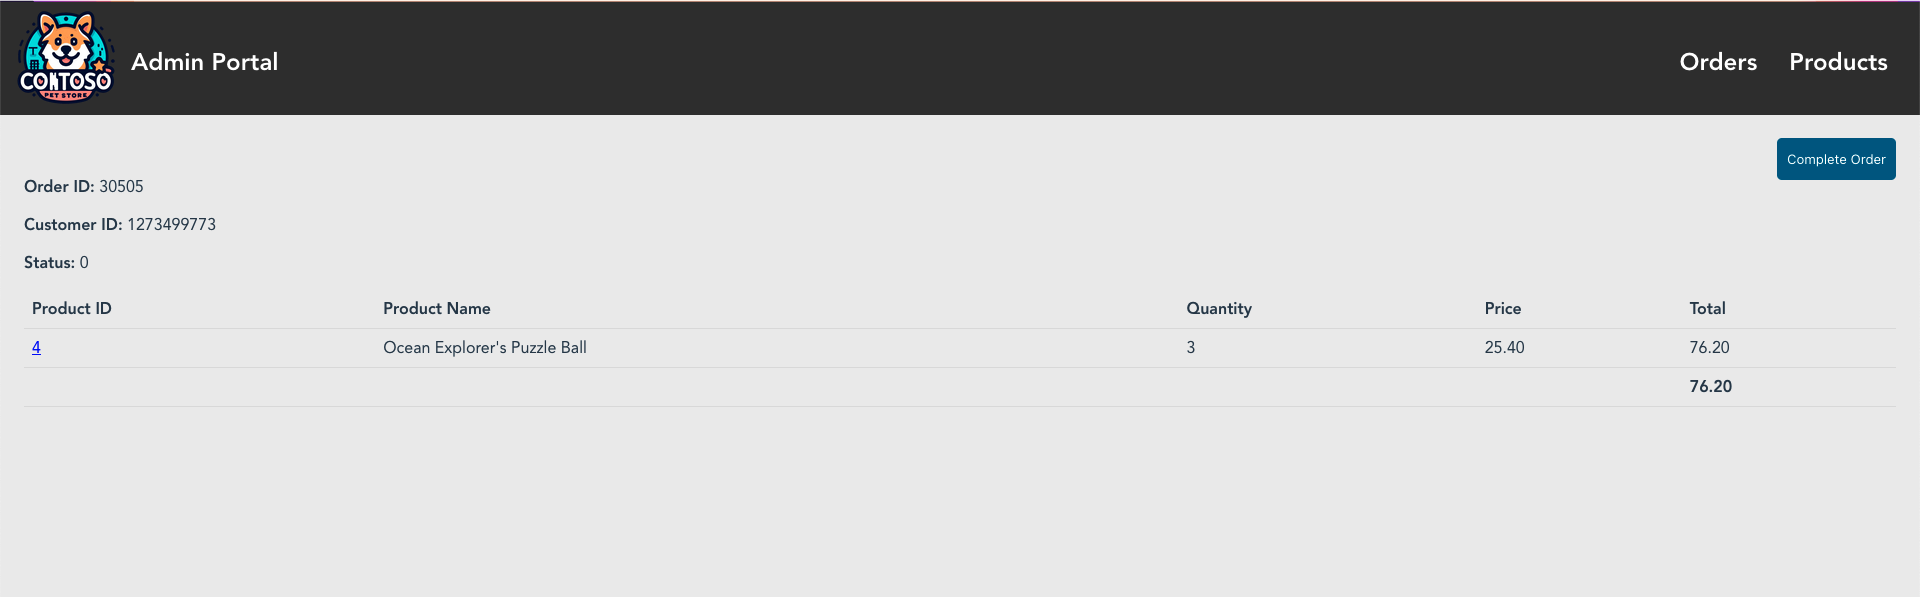 CONTOSO
PET STORE
Admin Portal
Orders Products
Complete Order
Order ID: 30505
Customer ID: 1273499773
Status: 0
Product ID Product Name Quantity Price Total
4 Ocean Explorer's Puzzle Ball 3 25.40 76.20
76.20